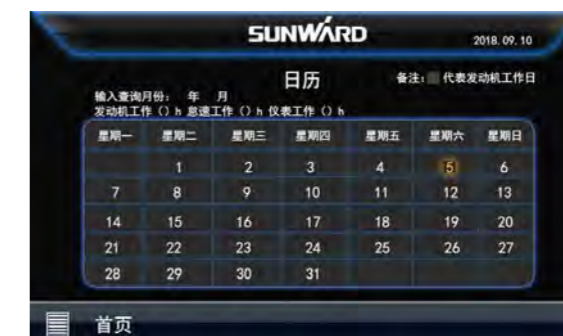 SUNWARD
2018.09.10
日历
备注： 代表发动机工作日
输入查询月份： 年 月
发动机工作 () h 怠速工作 () h 仪表工作 () h
星期一 星期二 星期三 星期四 星期五 星期六 星期日
1 2 3 4 5 6
7 8 9 10 11 12 13
14 15 16 17 18 19 20
21 22 23 24 25 26 27
28 29 30 31
首页